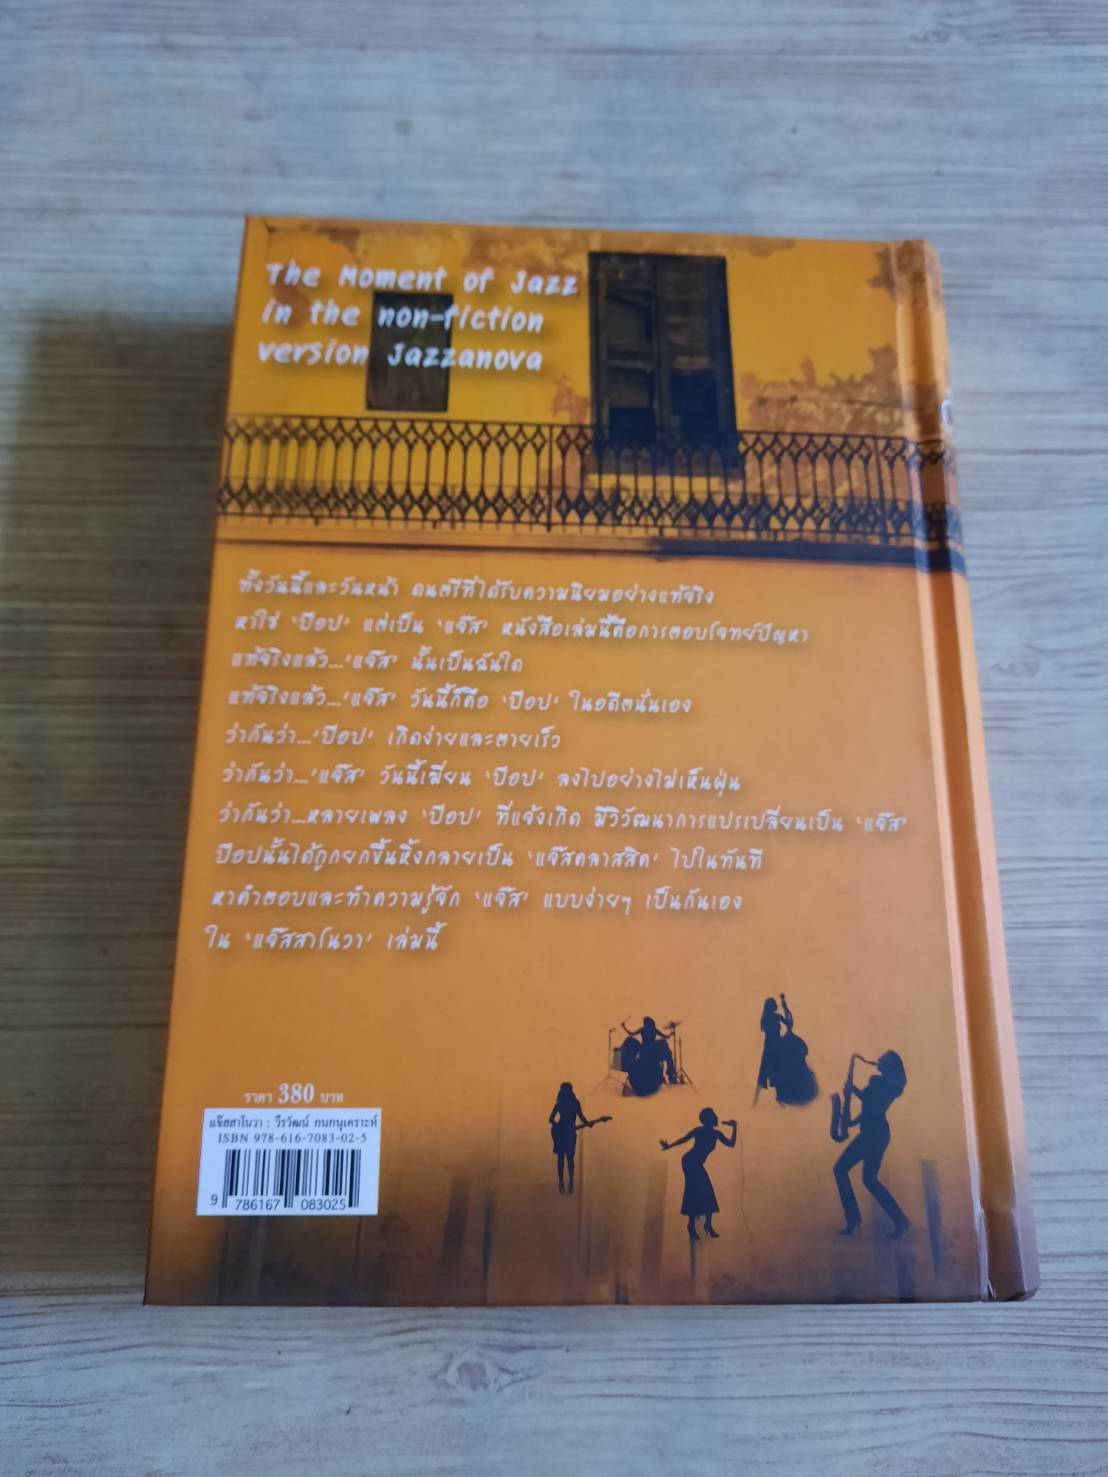 The Moment of Jazz
in the non-fiction
version Jazzanova
ทั้งวันนี้และวันหน้า ดนตรีที่ได้รับความนิยมอย่างแท้จริง
หาใช่ 'ป๊อป' แต่เป็น 'แจ๊ส' หนังสือเล่มนี้คือการตอบโจทย์ปัญหา
แท้จริงแล้ว...'แจ๊ส' นั้นเป็นฉันใด
แท้จริงแล้ว...'แจ๊ส' วันนี้ก็คือ 'ป๊อป' ในอดีตนั่นเอง
ว่ากันว่า...'ป๊อป' เกิดง่ายและตายเร็ว
ว่ากันว่า...'แจ๊ส' วันนี้เฆี่ยน 'ป๊อป' ลงไปอย่างไม่เห็นฝุ่น
ว่ากันว่า...หลายเพลง 'ป๊อป' ที่แจ้งเกิด มีวิวัฒนาการแปรเปลี่ยนเป็น 'แจ๊ส'
ป๊อปนั้นได้ถูกยกขึ้นหิ้งกลายเป็น 'แจ๊สคลาสสิค' ไปในทันที
หาคำตอบและทำความรู้จัก 'แจ๊ส' แบบง่ายๆ เป็นกันเอง
ใน 'แจ๊สสาโนวา' เล่มนี้
ราคา 380 บาท
แจ๊สสาโนวา : วีรวัฒน์ กนกนุเคราะห์
ISBN 978-616-7083-02-5
9 786167 083025